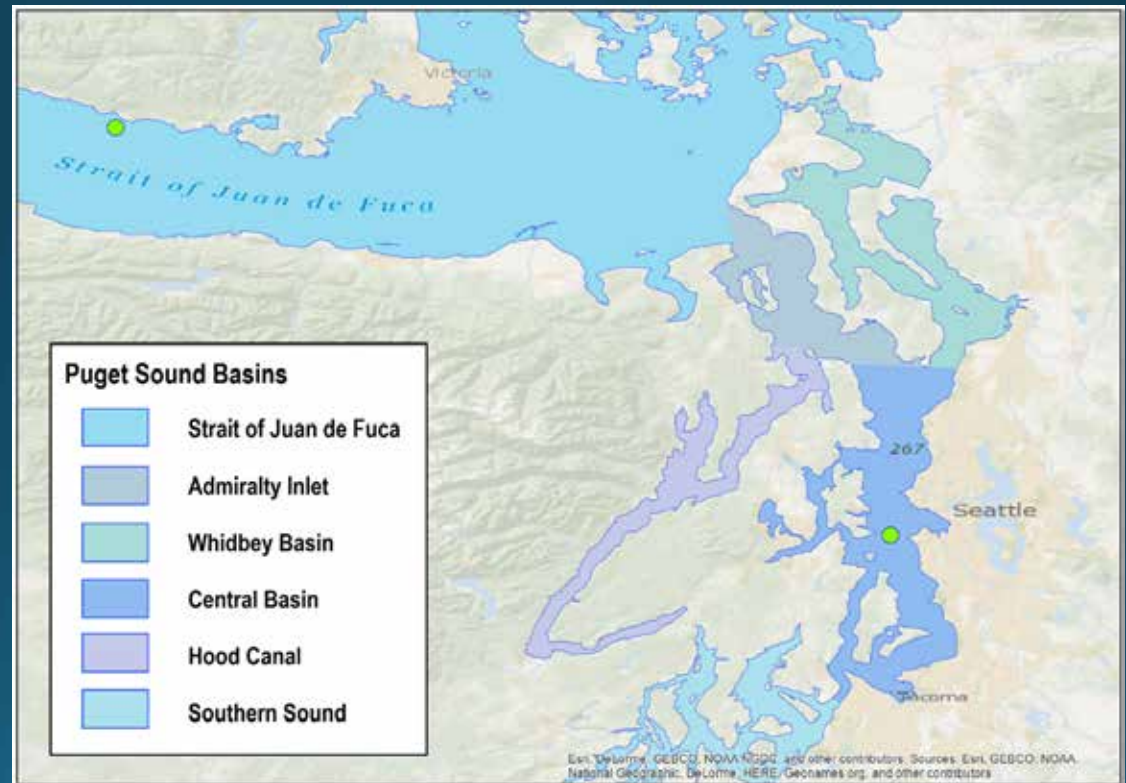 Victoria
Strait of Juan de Fuca
267
Seattle
Tacoma
Puget Sound Basins
Strait of Juan de Fuca
Admiralty Inlet
Whidbey Basin
Central Basin
Hood Canal
Southern Sound
Esri, DeLorme, GEBCO, NOAA NGDC, and other contributors. Sources: Esri, GEBCO, NOAA,
National Geographic, DeLorme, HERE, Geonames.org, and other contributors